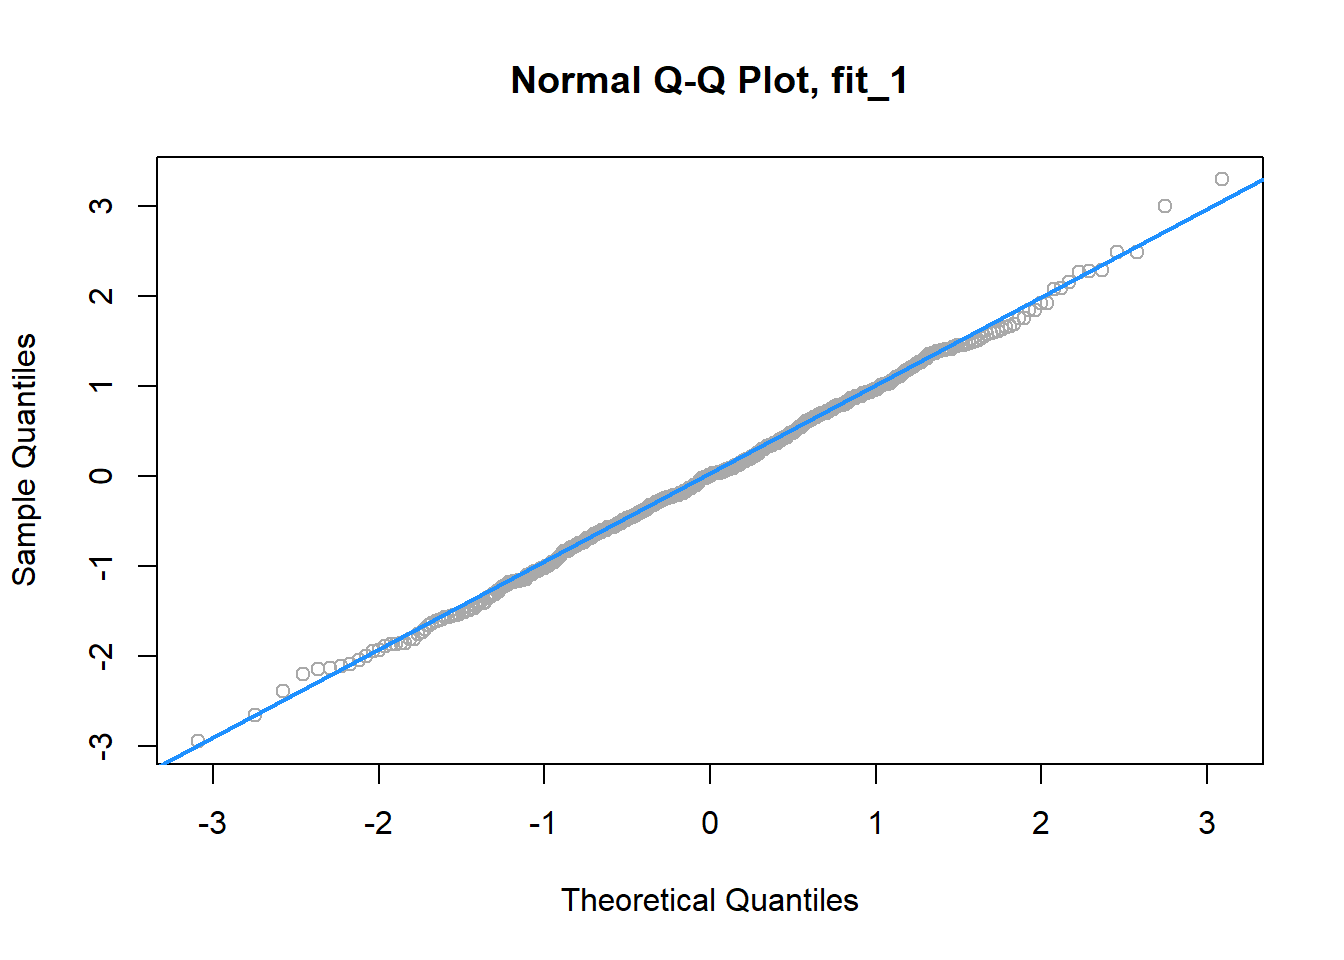 Normal Q-Q Plot, fit_1
Sample Quantiles
3
2
1
0
-1
-2
-3
-3 -2 -1 0 1 2 3
Theoretical Quantiles